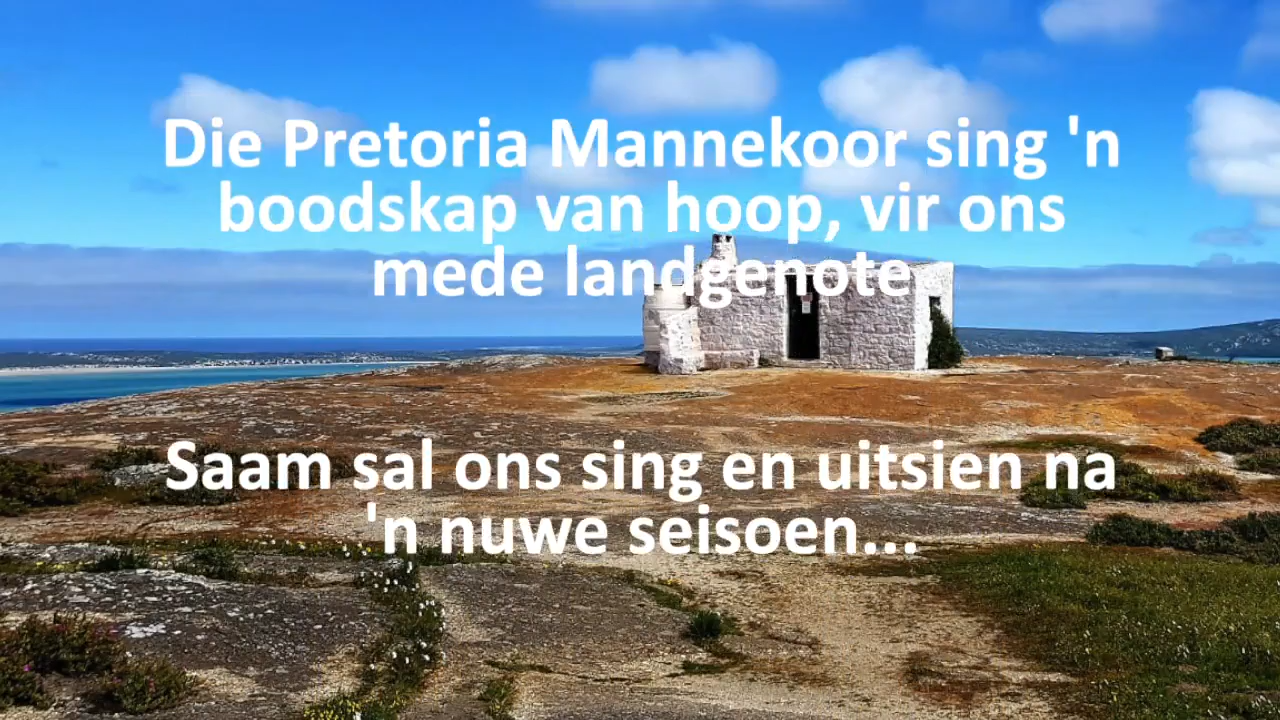 Die Pretoria Mannekoor sing 'n
boodskap van hoop, vir ons
mede landgenote
Saam sal ons sing en uitsien na
'n nuwe seisoen...